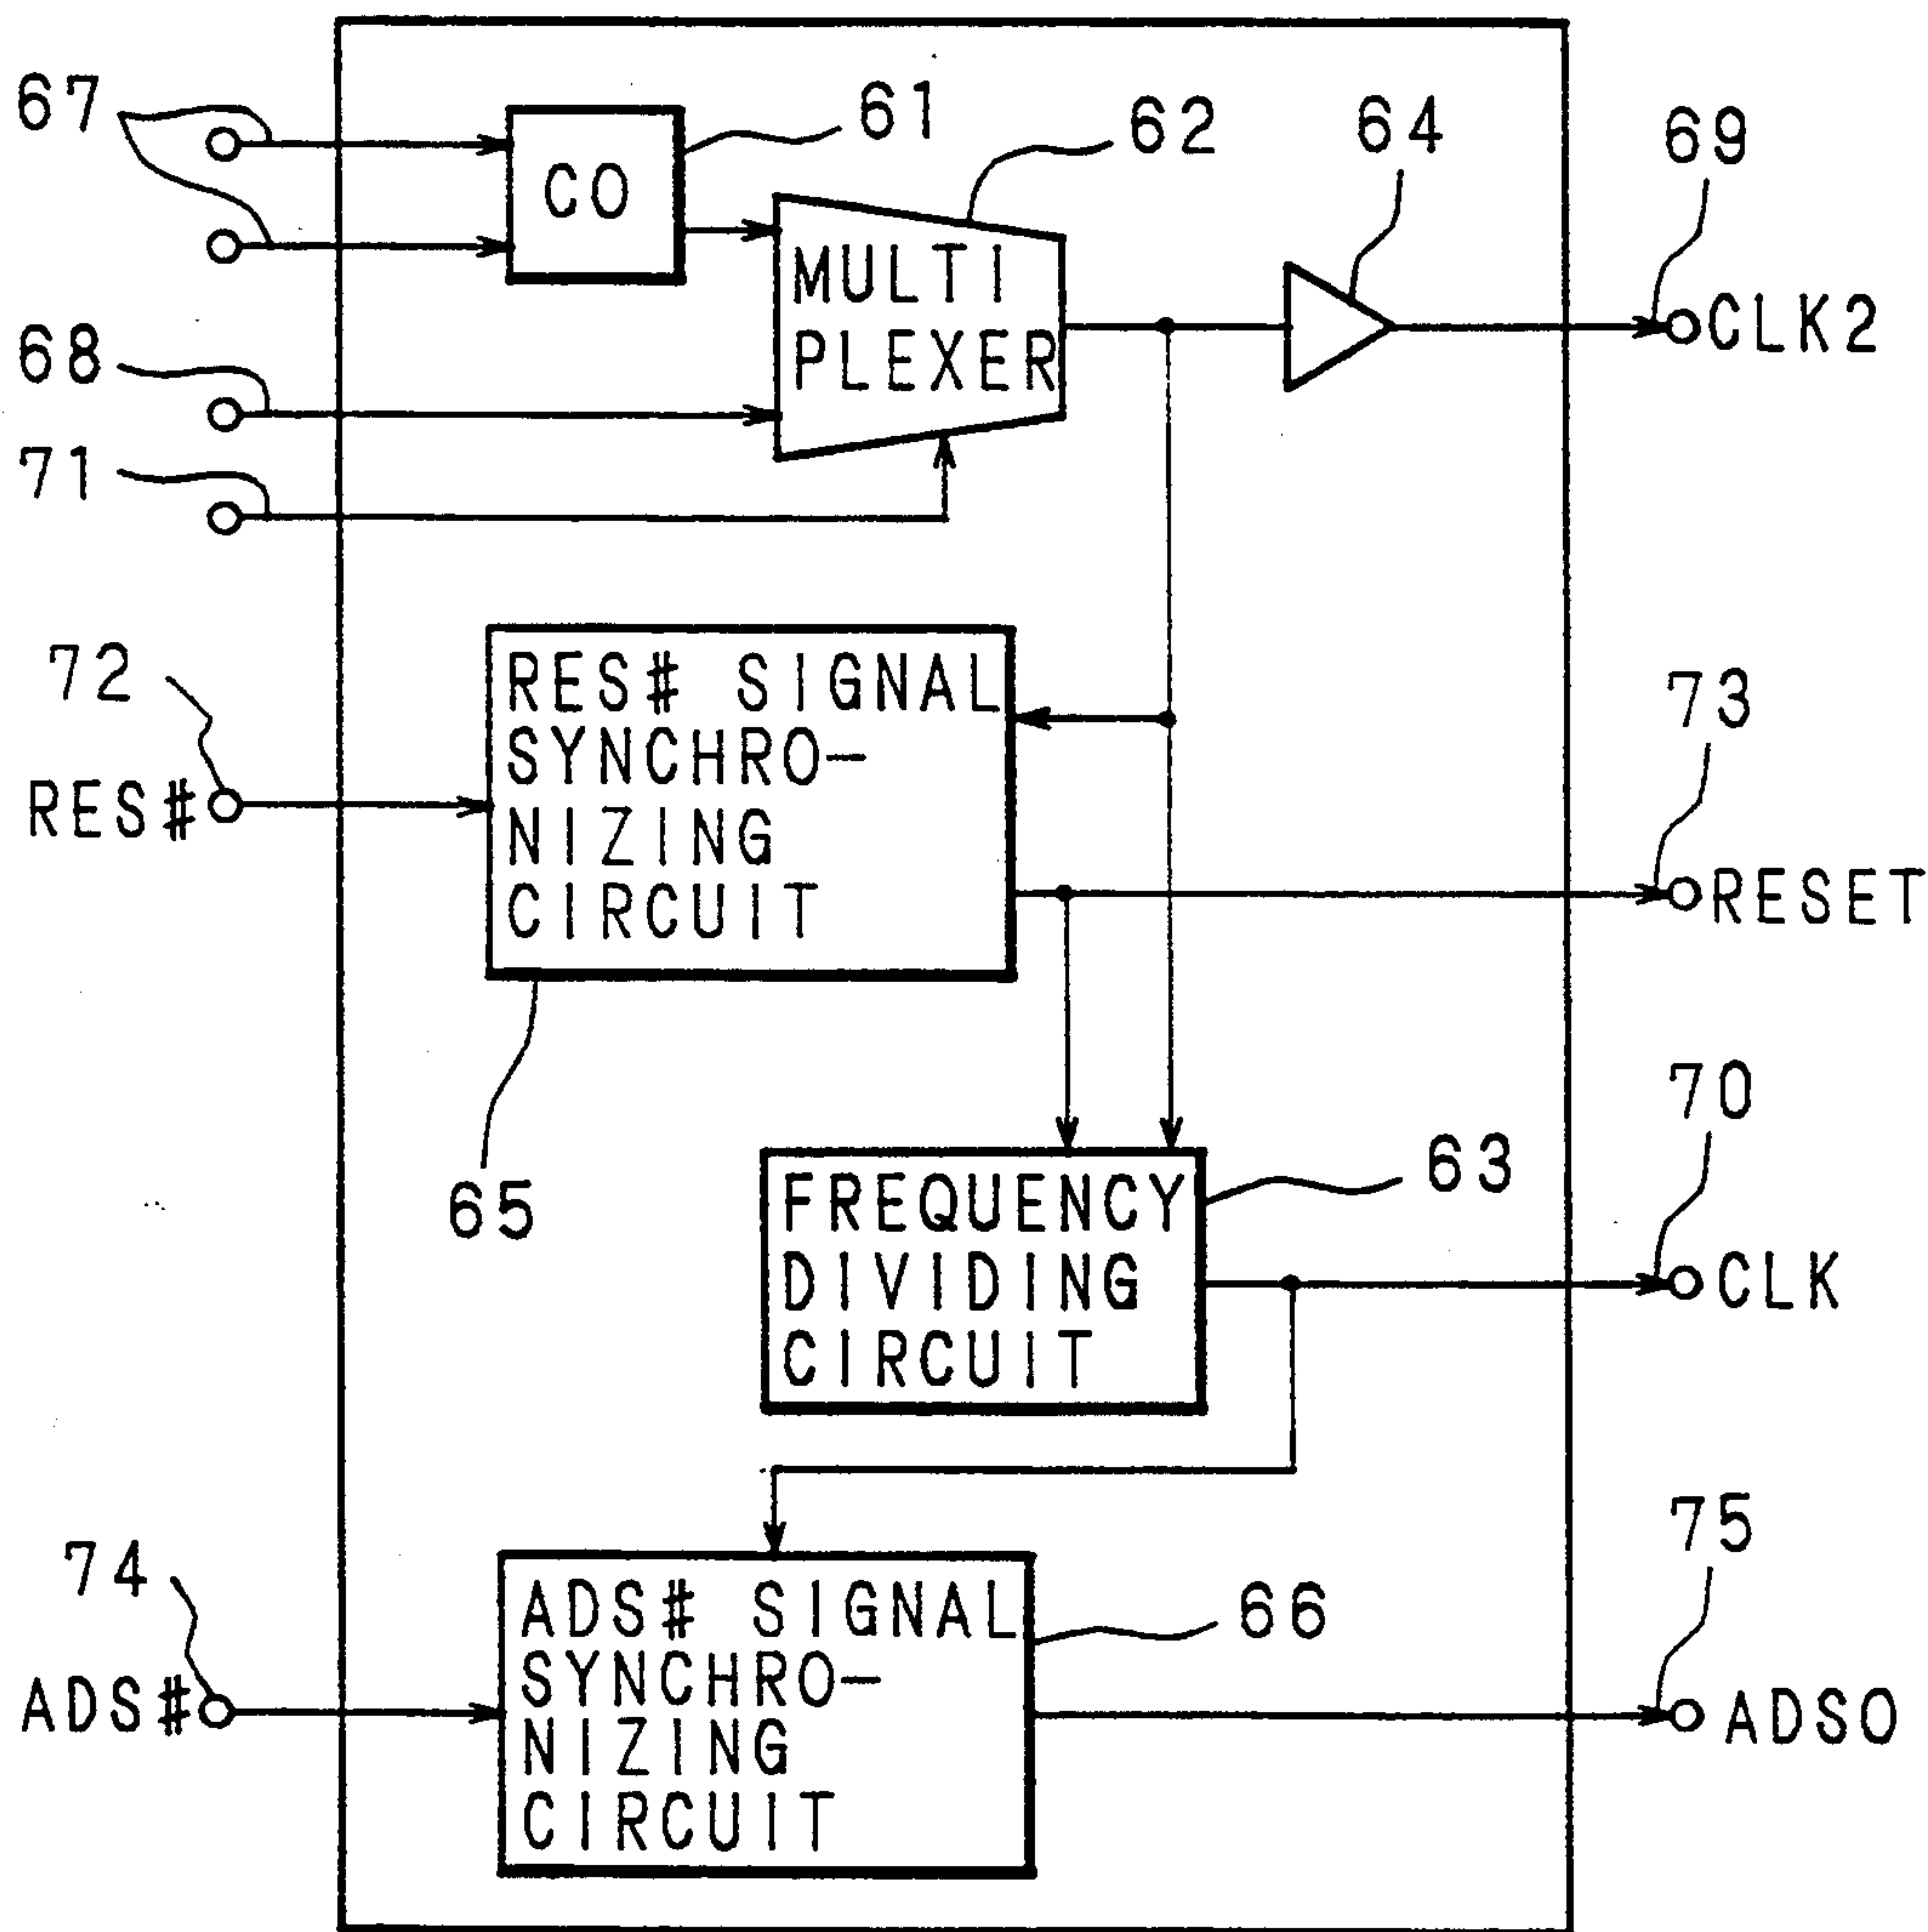 67
61
62
64
69
CO
MULTI
PLEXER
CLK2
68
71
72
RES# SIGNAL
SYNCHRO-
NIZING
CIRCUIT
73
RES#
RESET
65
70
63
FREQUENCY
DIVIDING
CIRCUIT
CLK
74
75
66
ADS# SIGNAL
SYNCHRO-
NIZING
CIRCUIT
ADS#
ADSO